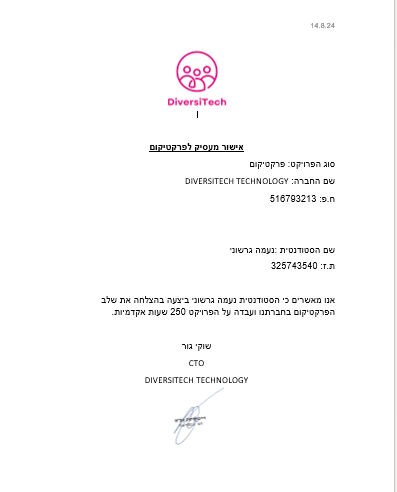 14.8.24
DiversiTech
אישור מעסיק לפרקטיקום
סוג הפרויקט: פרקטיקום
שם החברה: DIVERSITECH TECHNOLOGY
ח.פ: 516793213
שם הסטודנטית :נעמה גרשוני
ת.ז: 325743540
אנו מאשרים כי הסטודנטית נעמה גרשוני ביצעה בהצלחה את שלב
הפרקטיקום בחברתנו ועבדה על הפרויקט 250 שעות אקדמיות.
שוקי גור
CTO
DIVERSITECH TECHNOLOGY